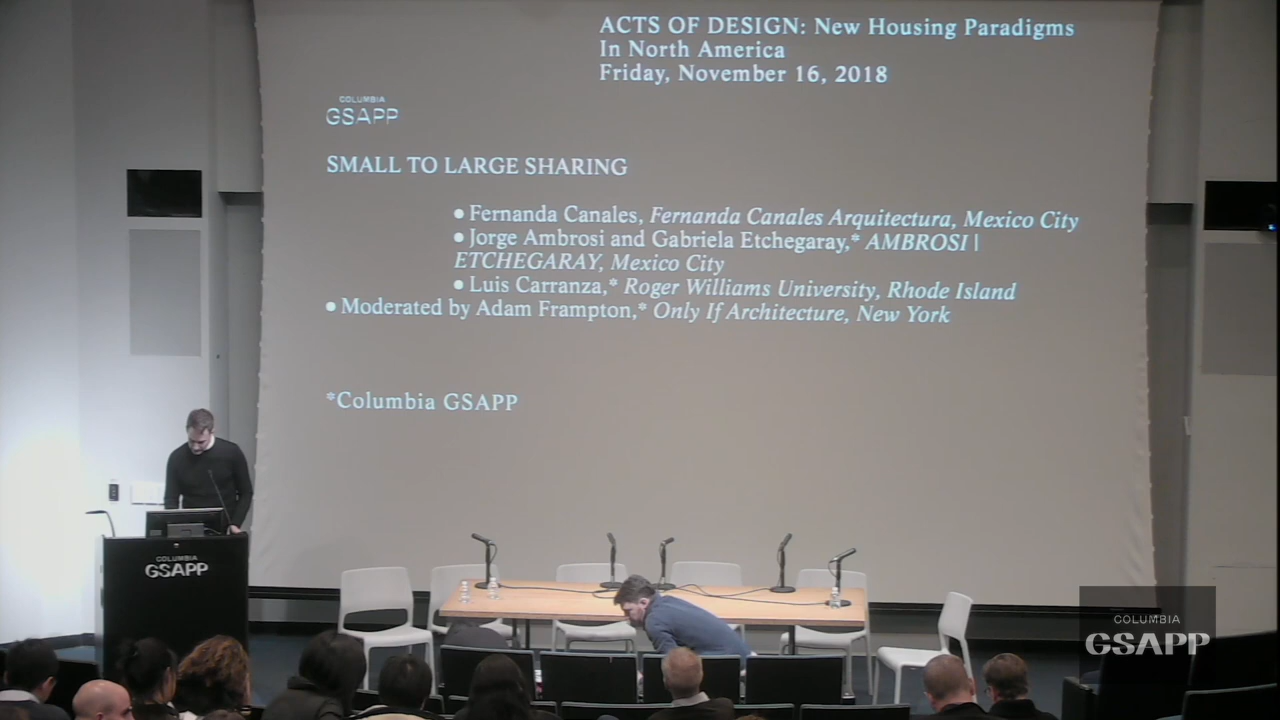 ACTS OF DESIGN: New Housing Paradigms
In North America
Friday, November 16, 2018
COLUMBIA
GSAPP
SMALL TO LARGE SHARING
• Fernanda Canales, Fernanda Canales Arquitectura, Mexico City
• Jorge Ambrosi and Gabriela Etchegaray,* AMBROSI |
ETCHEGARAY, Mexico City
• Luis Carranza,* Roger Williams University, Rhode Island
• Moderated by Adam Frampton,* Only If Architecture, New York
*Columbia GSAPP
COLUMBIA
GSAPP
COLUMBIA
GSAPP